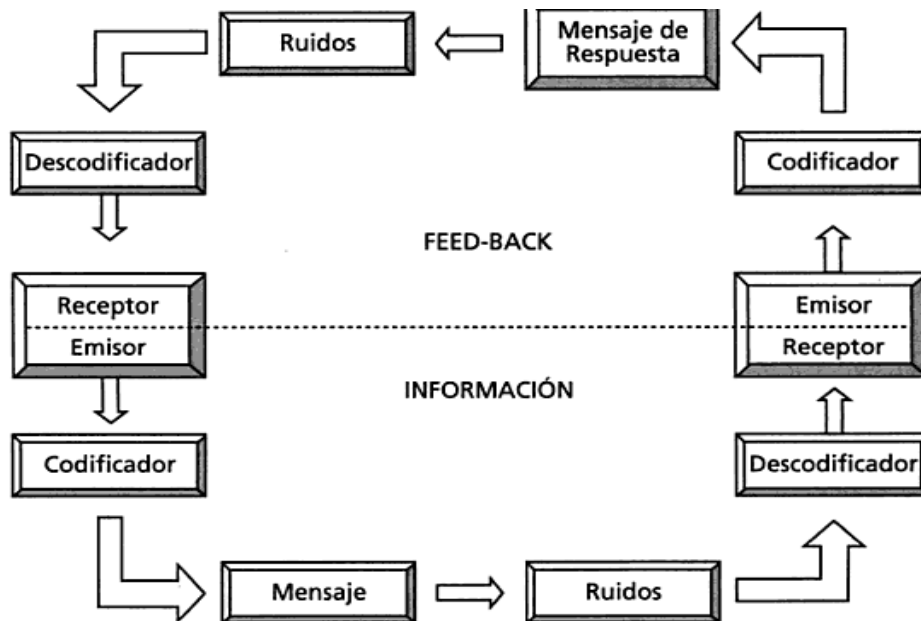 Ruidos
Mensaje de
Respuesta
Descodificador
Codificador
FEED-BACK
Receptor
Emisor
Emisor
Receptor
INFORMACIÓN
Codificador
Descodificador
Mensaje
Ruidos